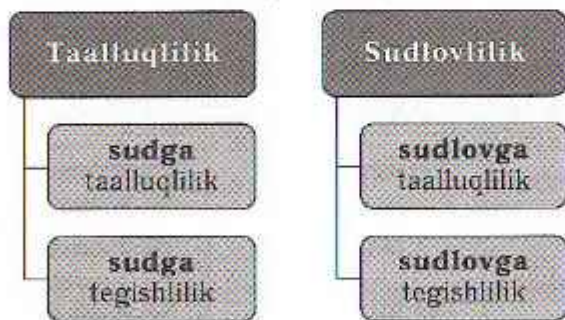 Taalluqlilik
sudga
taalluqlilik
sudga
tegishlilik
Sudlovlilik
sudlovga
taalluqlilik
sudlovga
tegishlilik